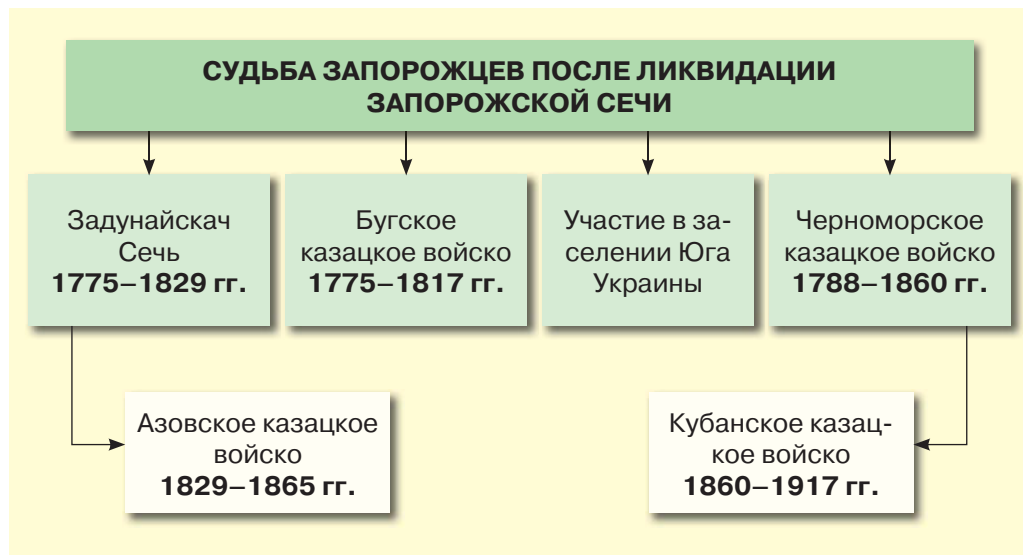 СУДЬБА ЗАПОРОЖЦЕВ ПОСЛЕ ЛИКВИДАЦИИ
ЗАПОРОЖСКОЙ СЕЧИ
Задунайскач
Сечь
1775–1829 гг.
Бугское
казацкое войско
1775–1817 гг.
Участие в за-
селении Юга
Украины
Черноморское
казацкое войско
1788–1860 гг.
Азовское казацкое
войско
1829–1865 гг.
Кубанское казац-
кое войско
1860–1917 гг.